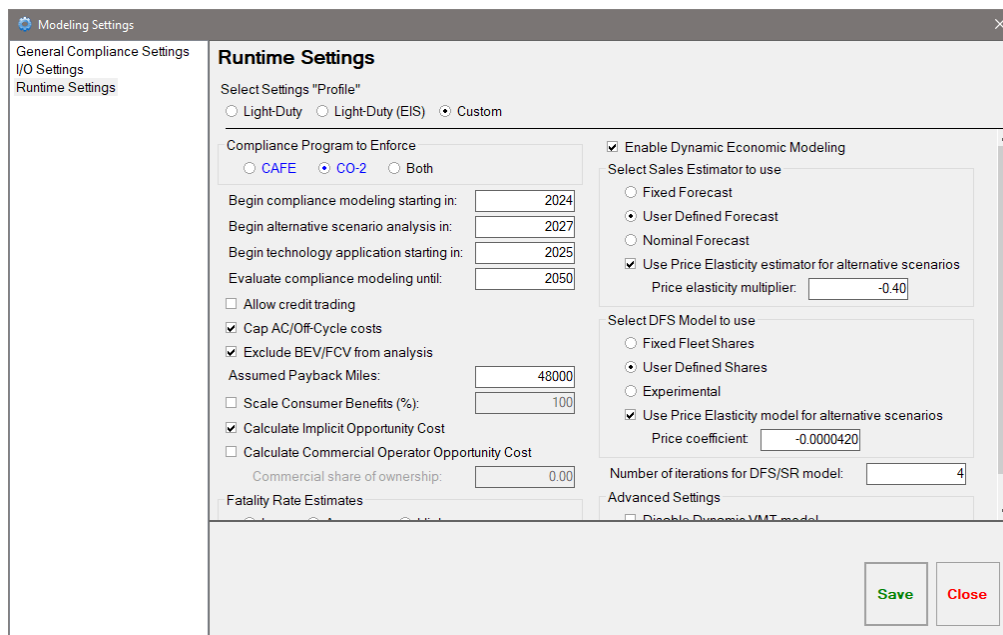 Modeling Settings
General Compliance Settings
I/O Settings
Runtime Settings
Runtime Settings
Select Settings "Profile"
Light-Duty Light-Duty (EIS) Custom
Compliance Program to Enforce
CAFE CO-2 Both
Begin compliance modeling starting in: 2024
Begin alternative scenario analysis in: 2027
Begin technology application starting in: 2025
Evaluate compliance modeling until: 2050
Allow credit trading
Cap AC/Off-Cycle costs
Exclude BEV/FCV from analysis
Assumed Payback Miles: 48000
Scale Consumer Benefits (%): 100
Calculate Implicit Opportunity Cost
Calculate Commercial Operator Opportunity Cost
Commercial share of ownership: 0.00
Fatality Rate Estimates
Enable Dynamic Economic Modeling
Select Sales Estimator to use
Fixed Forecast
User Defined Forecast
Nominal Forecast
Use Price Elasticity estimator for alternative scenarios
Price elasticity multiplier: -0.40
Select DFS Model to use
Fixed Fleet Shares
User Defined Shares
Experimental
Use Price Elasticity model for alternative scenarios
Price coefficient: -0.0000420
Number of iterations for DFS/SR model: 4
Advanced Settings
Disable Dynamic VMT model
Save Close